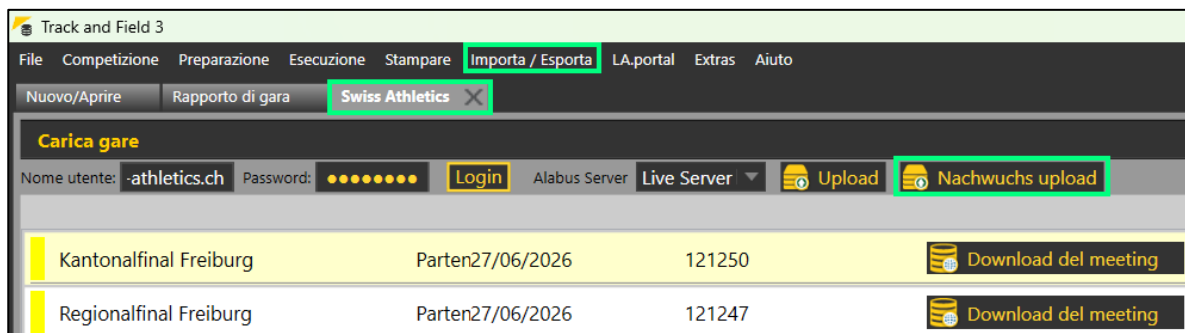 Track and Field 3
File Competizione Preparazione Esecuzione Stampare Importa / Esporta LA.portal Extras Aiuto
Nuovo/Aprire Rapporto di gara Swiss Athletics
Carica gare
Nome utente: -athletics.ch Password: ●●●●●●●● Login Alabus Server Live Server Upload Nachwuchs upload
Kantonalfinal Freiburg Parten27/06/2026 121250 Download del meeting
Regionalfinal Freiburg Parten27/06/2026 121247 Download del meeting